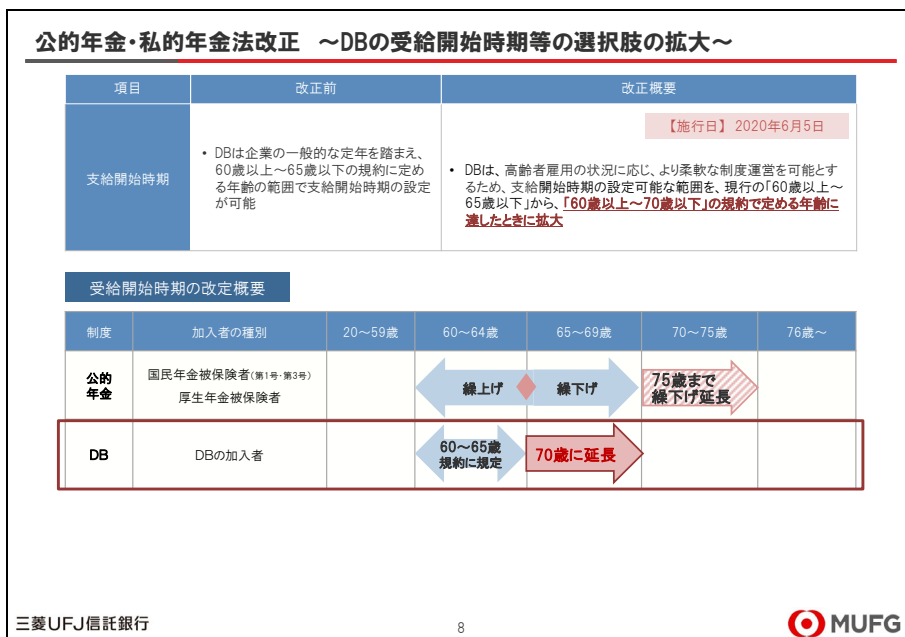 公的年金・私的年金法改正 ～DBの受給開始時期等の選択肢の拡大～
項目
改正前
改正概要
支給開始時期
• DBは企業の一般的な定年を踏まえ、
60歳以上～65歳以下の規約に定め
る年齢の範囲で支給開始時期の設定
が可能
【施行日】 2020年6月5日
• DBは、高齢者雇用の状況に応じ、より柔軟な制度運営を可能とす
るため、支給開始時期の設定可能な範囲を、現行の「60歳以上～
65歳以下」から、「60歳以上～70歳以下」の規約で定める年齢に
達したときに拡大
受給開始時期の改定概要
制度
加入者の種別
20～59歳
60～64歳
65～69歳
70～75歳
76歳～
公的
年金
国民年金被保険者(第1号・第3号)
厚生年金被保険者
繰上げ
繰下げ
75歳まで
繰下げ延長
DB
DBの加入者
60～65歳
規約に規定
70歳に延長
三菱UFJ信託銀行
8
MUFG